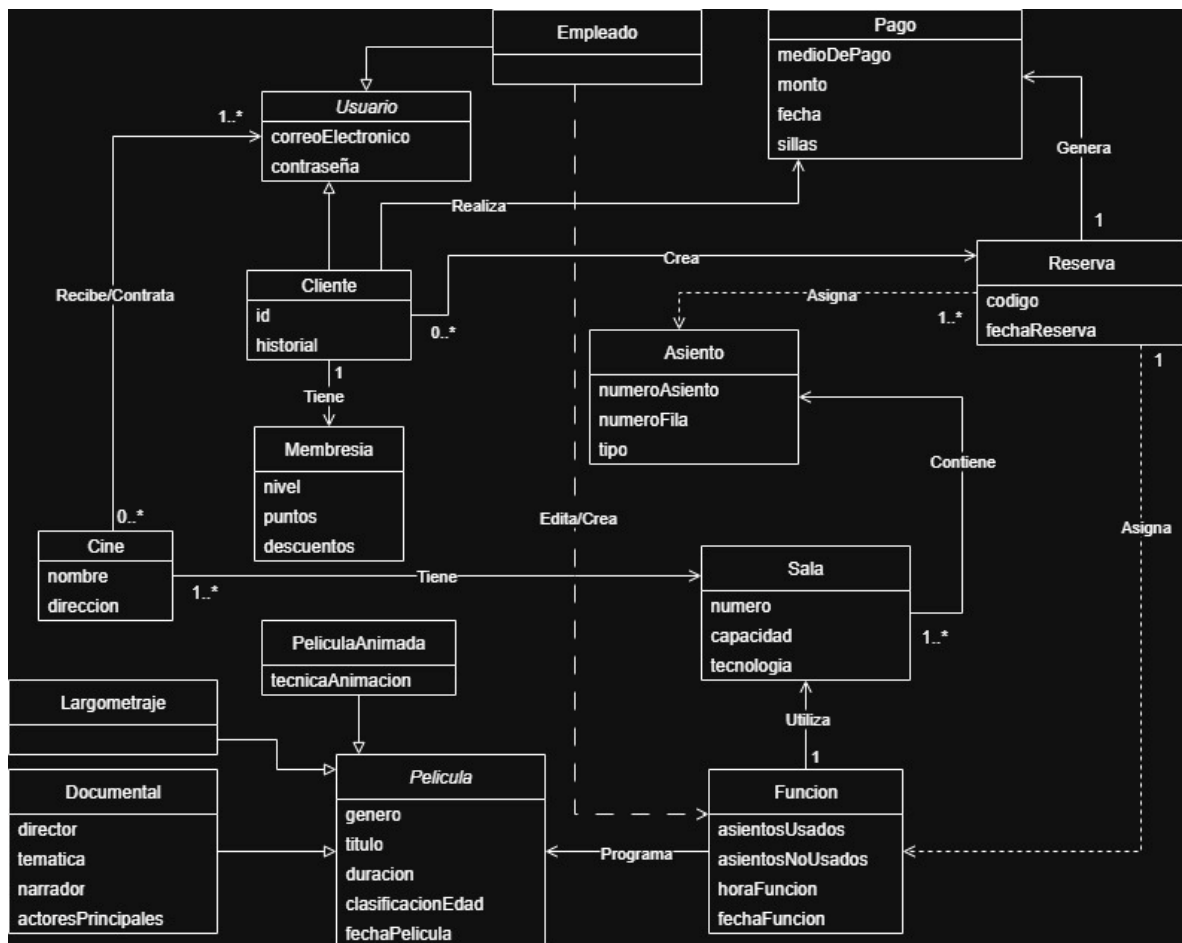 Empleado
Pago
medioDePago
monto
fecha
sillas
Usuario
correoElectronico
contraseña
1..*
Genera
Realiza
1
Cliente
id
historial
Crea
0..*
Reserva
codigo
fechaReserva
Asigna
1..*
1
Recibe/Contrata
Asiento
numeroAsiento
numeroFila
tipo
1
Tiene
Membresia
nivel
puntos
descuentos
Contiene
Edita/Crea
Asigna
0..*
Cine
nombre
direccion
1..*
Tiene
Sala
numero
capacidad
tecnologia
1..*
PeliculaAnimada
tecnicaAnimacion
Largometraje
Utiliza
1
Documental
director
tematica
narrador
actoresPrincipales
Pelicula
genero
titulo
duracion
clasificacionEdad
fechaPelicula
Programa
Funcion
asientosUsados
asientosNoUsados
horaFuncion
fechaFuncion